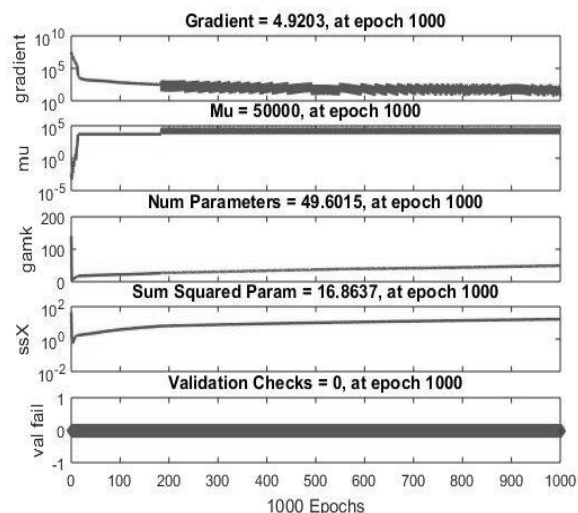 Gradient = 4.9203, at epoch 1000
gradient
10^10
10^5
10^0
Mu = 50000, at epoch 1000
mu
10^5
10^0
10^-5
Num Parameters = 49.6015, at epoch 1000
gamk
200
100
0
Sum Squared Param = 16.8637, at epoch 1000
ssX
10^2
10^0
10^-2
Validation Checks = 0, at epoch 1000
val fail
1
0
-1
0 100 200 300 400 500 600 700 800 900 1000
1000 Epochs